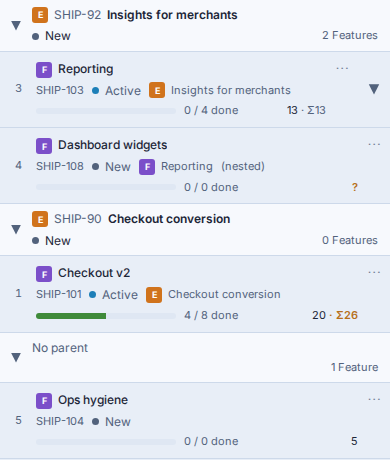 E SHIP-92 Insights for merchants
New 2 Features
F Reporting ...
3 SHIP-103 Active E Insights for merchants
0 / 4 done 13 · Σ13
F Dashboard widgets ...
4 SHIP-108 New F Reporting (nested)
0 / 0 done ?
E SHIP-90 Checkout conversion
New 0 Features
F Checkout v2 ...
1 SHIP-101 Active E Checkout conversion
4 / 8 done 20 · Σ26
No parent
1 Feature
F Ops hygiene ...
5 SHIP-104 New
0 / 0 done 5